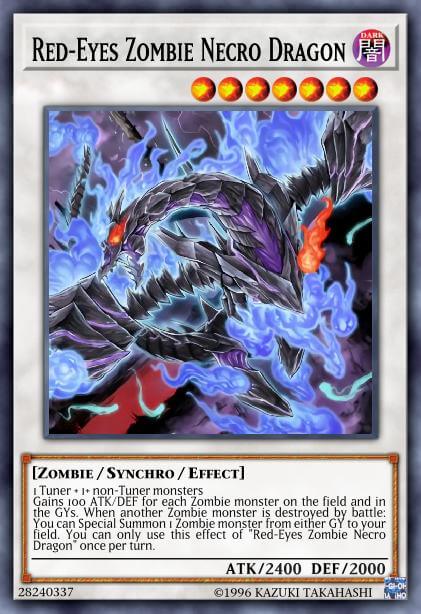 Red-Eyes Zombie Necro Dragon
DARK
闇
[Zombie / Synchro / Effect]
1 Tuner + 1+ non-Tuner monsters
Gains 100 ATK/DEF for each Zombie monster on the field and in
the GYs. When another Zombie monster is destroyed by battle:
You can Special Summon 1 Zombie monster from either GY to your
field. You can only use this effect of "Red-Eyes Zombie Necro
Dragon" once per turn.
ATK/2400 DEF/2000
28240337
©1996 KAZUKI TAKAHASHI